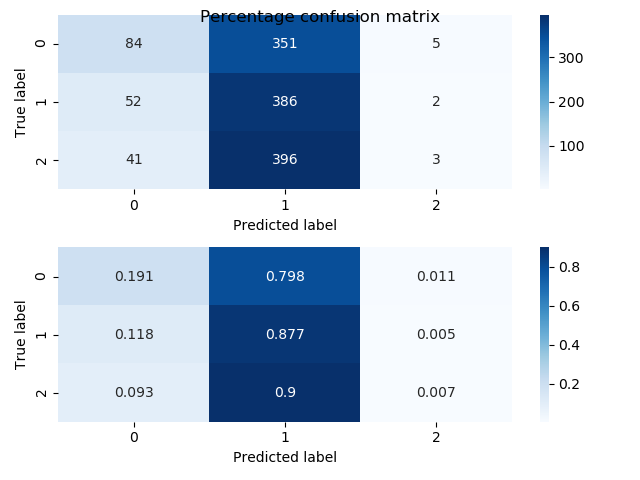 Percentage confusion matrix
True label
0 84 351 5
1 52 386 2
2 41 396 3
0 1 2
Predicted label
300
200
100
True label
0 0.191 0.798 0.011
1 0.118 0.877 0.005
2 0.093 0.9 0.007
0 1 2
Predicted label
0.8
0.6
0.4
0.2